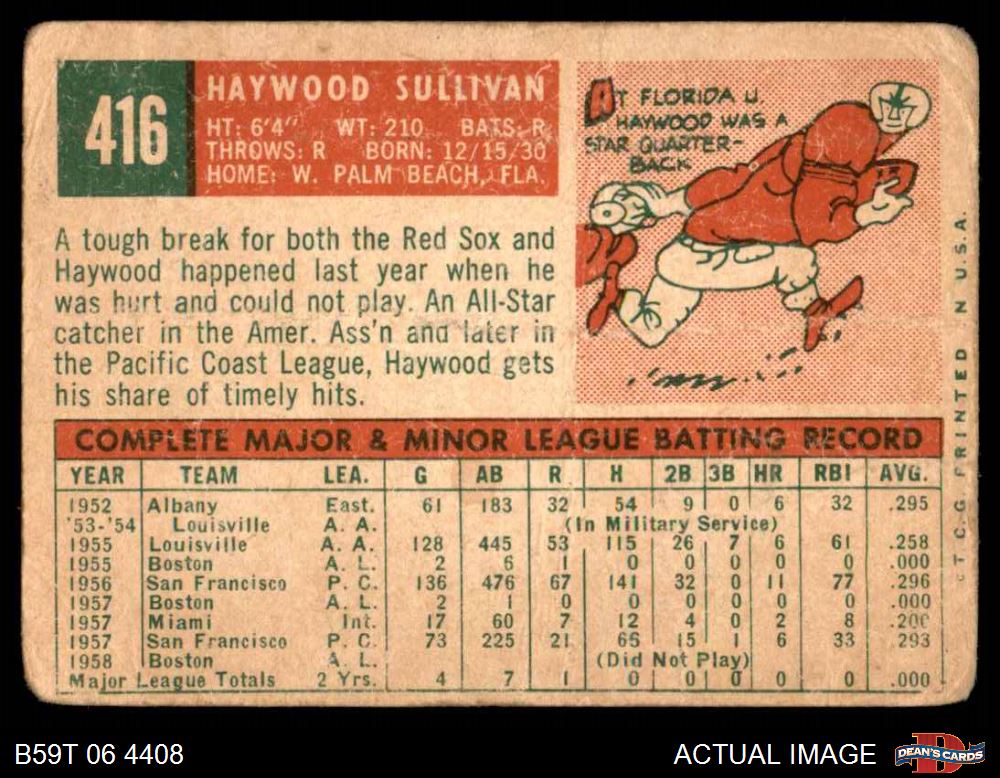 416
HAYWOOD SULLIVAN
HT: 6'4" WT: 210 BATS: R
THROWS: R BORN: 12/15/30
HOME: W. PALM BEACH, FLA.
AT FLORIDA U
HAYWOOD WAS A
STAR QUARTER-
BACK
A tough break for both the Red Sox and
Haywood happened last year when he
was hurt and could not play. An All-Star
catcher in the Amer. Ass'n and later in
the Pacific Coast League, Haywood gets
his share of timely hits.
COMPLETE MAJOR & MINOR LEAGUE BATTING RECORD
YEAR TEAM LEA. G AB R H 2B 3B HR RBI AVG.
1952 Albany East. 61 183 32 54 9 0 6 32 .295
'53-'54 Louisville A. A. (In Military Service)
1955 Louisville A. A. 128 445 53 115 26 7 6 61 .258
1955 Boston A. L. 2 6 1 0 0 0 0 0 .000
1956 San Francisco P. C. 136 476 67 141 32 0 11 77 .296
1957 Boston A. L. 2 1 0 0 0 0 0 0 .000
1957 Miami Int. 17 60 7 12 4 0 2 8 .200
1957 San Francisco P. C. 73 225 21 66 15 1 6 33 .293
1958 Boston A. L. (Did Not Play)
Major League Totals 2 Yrs. 4 7 1 0 0 0 0 0 .000
T. C. G. PRINTED IN U.S.A.
B59T 06 4408
ACTUAL IMAGE
DEAN'S CARDS